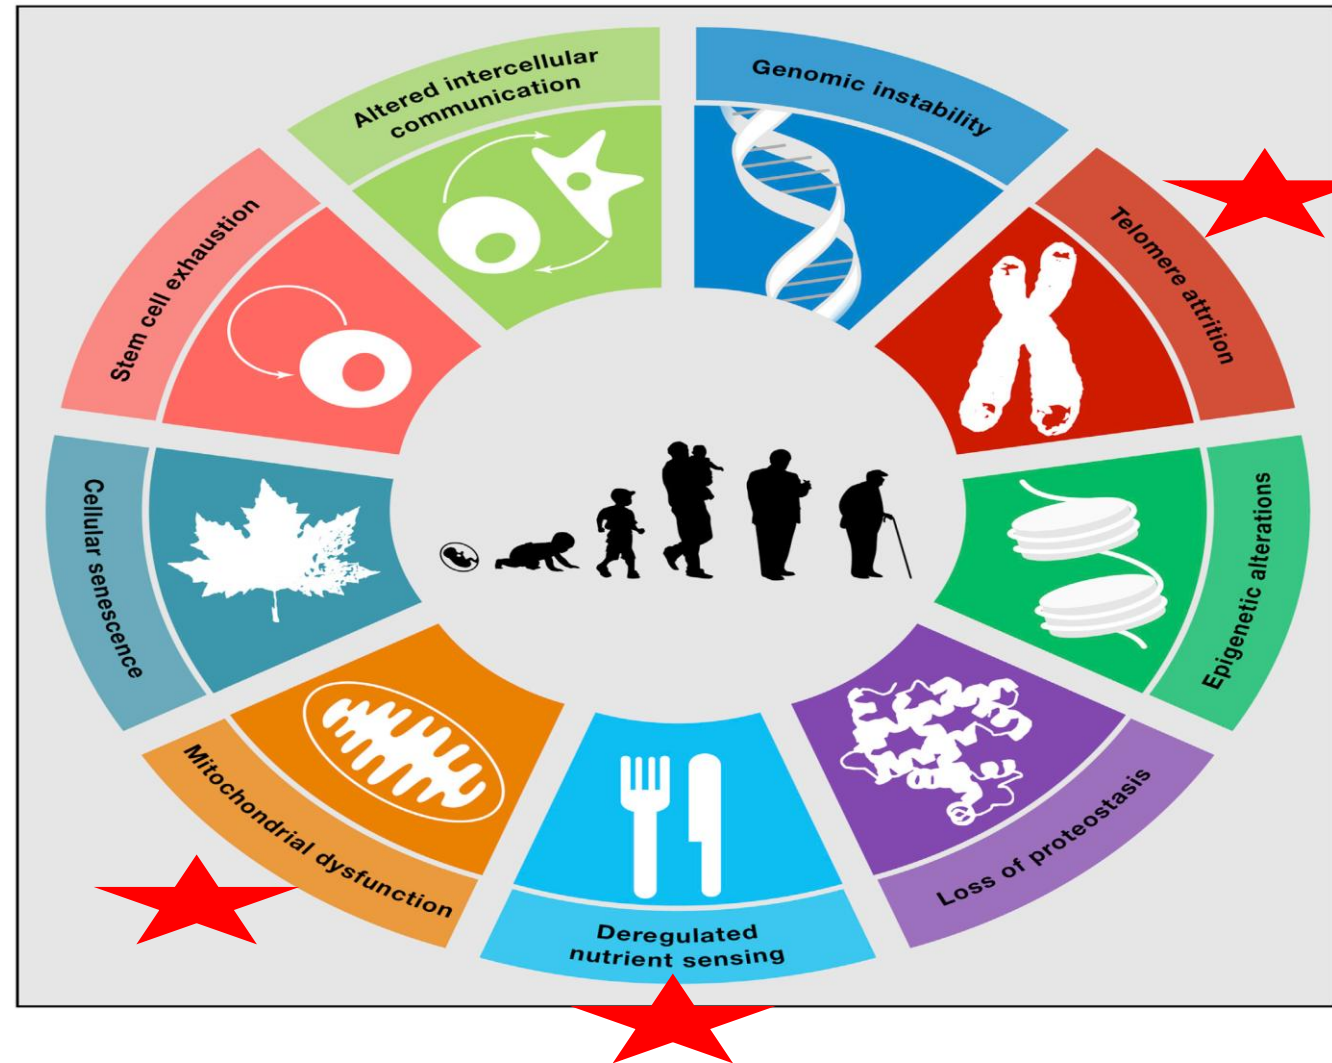 Altered intercellular
communication
Genomic instability
Telomere attrition
Epigenetic alterations
Loss of proteostasis
Deregulated
nutrient sensing
Mitochondrial dysfunction
Cellular senescence
Stem cell exhaustion